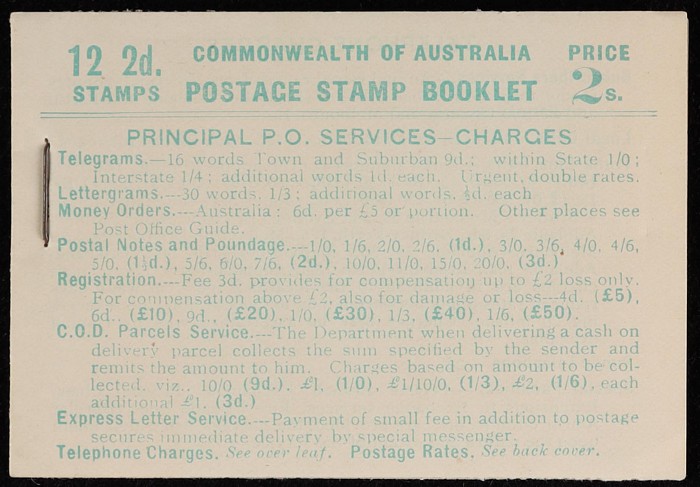 12 2d. COMMONWEALTH OF AUSTRALIA PRICE
STAMPS POSTAGE STAMP BOOKLET 2s.
PRINCIPAL P.O. SERVICES—CHARGES
Telegrams.—16 words Town and Suburban 9d.; within State 1/0;
Interstate 1/4; additional words 1d. each. Urgent, double rates.
Lettergrams.—30 words, 1/3; additional words, ½d. each
Money Orders.—Australia: 6d. per £5 or portion. Other places see
Post Office Guide.
Postal Notes and Poundage.—1/0, 1/6, 2/0, 2/6, (1d.), 3/0, 3/6, 4/0, 4/6,
5/0, (1½d.), 5/6, 6/0, 7/6, (2d.), 10/0, 11/0, 15/0, 20/0, (3d.)
Registration.—Fee 3d. provides for compensation up to £2 loss only.
For compensation above £2, also for damage or loss—4d. (£5),
6d., (£10), 9d., (£20), 1/0, (£30), 1/3, (£40), 1/6, (£50).
C.O.D. Parcels Service.—The Department when delivering a cash on
delivery parcel collects the sum specified by the sender and
remits the amount to him. Charges based on amount to be col-
lected, viz., 10/0 (9d.), £1, (1/0), £1/10/0, (1/3), £2, (1/6), each
additional £1, (3d.)
Express Letter Service.—Payment of small fee in addition to postage
secures immediate delivery by special messenger.
Telephone Charges. See over leaf. Postage Rates, See back cover.